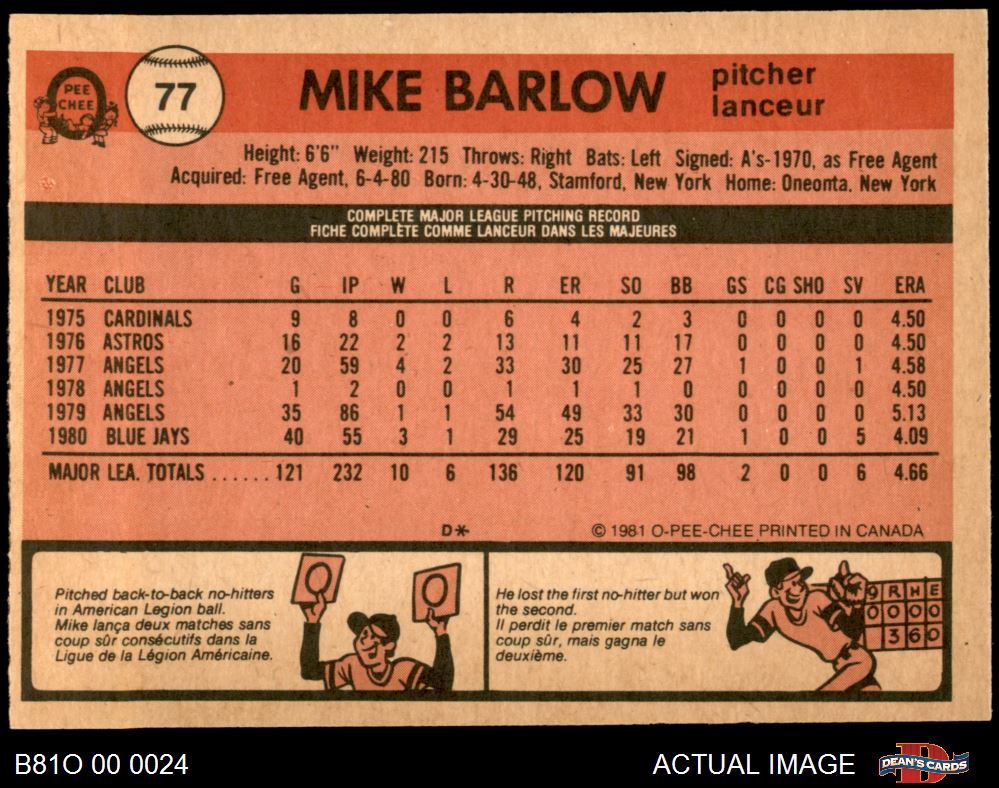 PEE
CHEE
77
MIKE BARLOW
pitcher
lanceur
Height: 6'6" Weight: 215 Throws: Right Bats: Left Signed: A's-1970, as Free Agent
Acquired: Free Agent, 6-4-80 Born: 4-30-48, Stamford, New York Home: Oneonta, New York
COMPLETE MAJOR LEAGUE PITCHING RECORD
FICHE COMPLÈTE COMME LANCEUR DANS LES MAJEURES
YEAR CLUB G IP W L R ER SO BB GS CG SHO SV ERA
1975 CARDINALS 9 8 0 0 6 4 2 3 0 0 0 0 4.50
1976 ASTROS 16 22 2 2 13 11 11 17 0 0 0 0 4.50
1977 ANGELS 20 59 4 2 33 30 25 27 1 0 0 1 4.58
1978 ANGELS 1 2 0 0 1 1 1 0 0 0 0 0 4.50
1979 ANGELS 35 86 1 1 54 49 33 30 0 0 0 0 5.13
1980 BLUE JAYS 40 55 3 1 29 25 19 21 1 0 0 5 4.09
MAJOR LEA. TOTALS ...... 121 232 10 6 136 120 91 98 2 0 0 6 4.66
D*
© 1981 O-PEE-CHEE PRINTED IN CANADA
Pitched back-to-back no-hitters
in American Legion ball.
Mike lança deux matches sans
coup sûr consécutifs dans la
Ligue de la Légion Américaine.
0
0
He lost the first no-hitter but won
the second.
Il perdit le premier match sans
coup sûr, mais gagna le
deuxième.
9 R H E
0 0 0 0
3 6 0
B81O 00 0024
ACTUAL IMAGE
D
DEAN'S CARDS